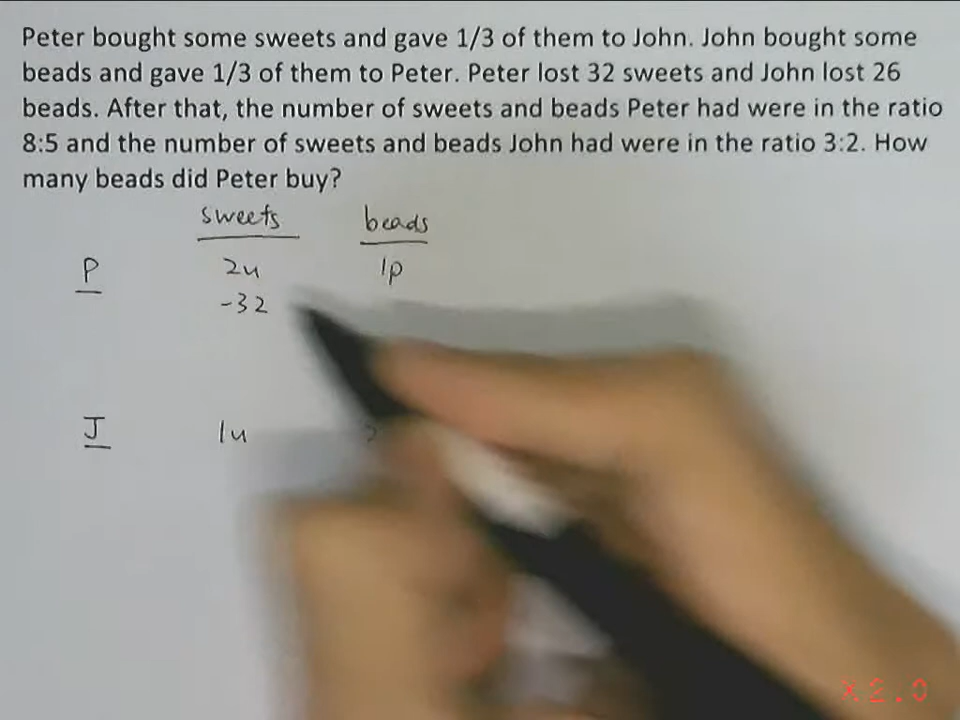 Peter bought some sweets and gave 1/3 of them to John. John bought some
beads and gave 1/3 of them to Peter. Peter lost 32 sweets and John lost 26
beads. After that, the number of sweets and beads Peter had were in the ratio
8:5 and the number of sweets and beads John had were in the ratio 3:2. How
many beads did Peter buy?
sweets beads
P 2u 1p
-32
J 1u
X2.0